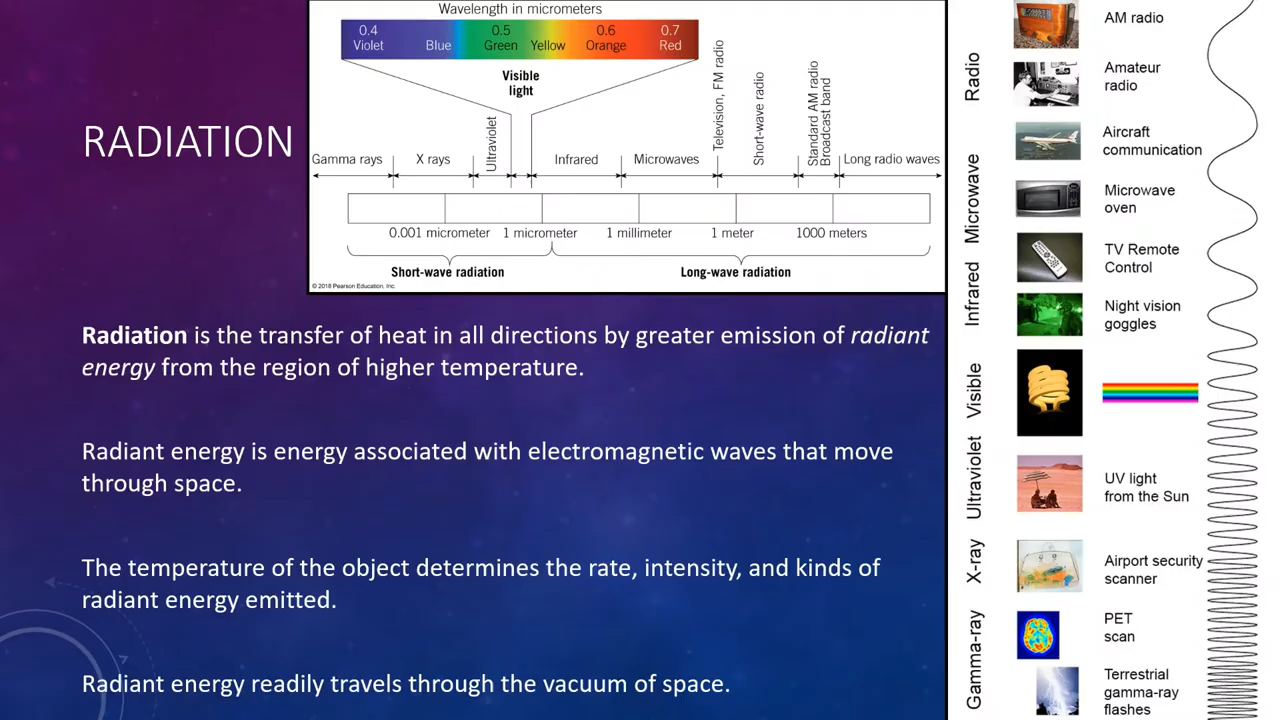 RADIATION
Wavelength in micrometers
0.4 0.5 0.6 0.7
Violet Blue Green Yellow Orange Red
Visible
light
Gamma rays
X rays
Ultraviolet
Infrared
Microwaves
Television, FM radio
Short-wave radio
Standard AM radio
Broadcast band
Long radio waves
0.001 micrometer 1 micrometer 1 millimeter 1 meter 1000 meters
Short-wave radiation Long-wave radiation
© 2018 Pearson Education, Inc.
Radiation is the transfer of heat in all directions by greater emission of radiant
energy from the region of higher temperature.
Radiant energy is energy associated with electromagnetic waves that move
through space.
The temperature of the object determines the rate, intensity, and kinds of
radiant energy emitted.
Radiant energy readily travels through the vacuum of space.
Radio
AM radio
Amateur
radio
Aircraft
communication
Microwave
Microwave
oven
Infrared
TV Remote
Control
Night vision
goggles
Visible
Ultraviolet
UV light
from the Sun
X-ray
Airport security
scanner
Gamma-ray
PET
scan
Terrestrial
gamma-ray
flashes